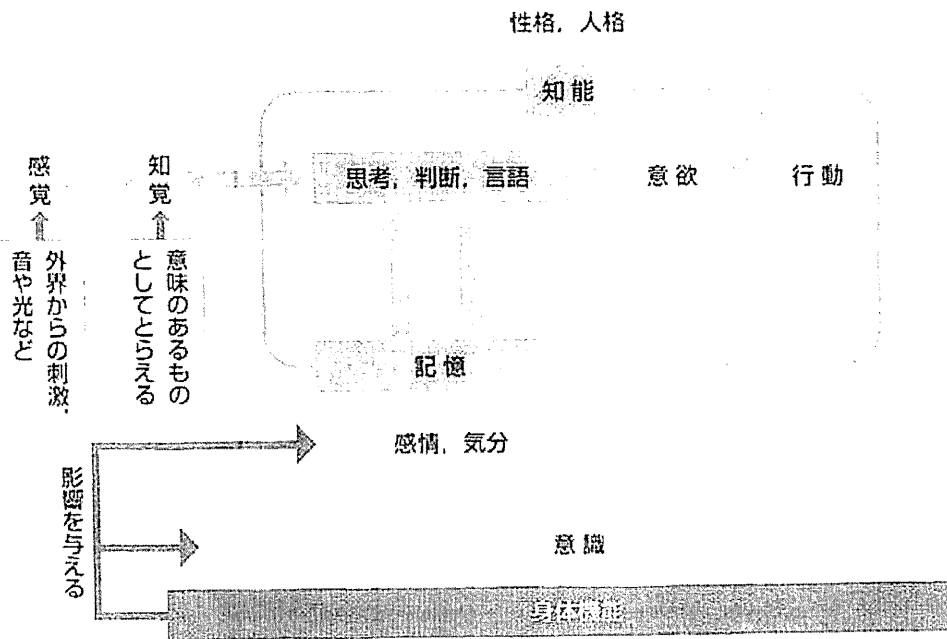 性格，人格
知能
感覚
知覚
思考，判断，言語
意欲
行動
外界からの刺激，
音や光など
意味のあるもの
としてとらえる
記憶
感情，気分
影響を与える
意識
身体機能